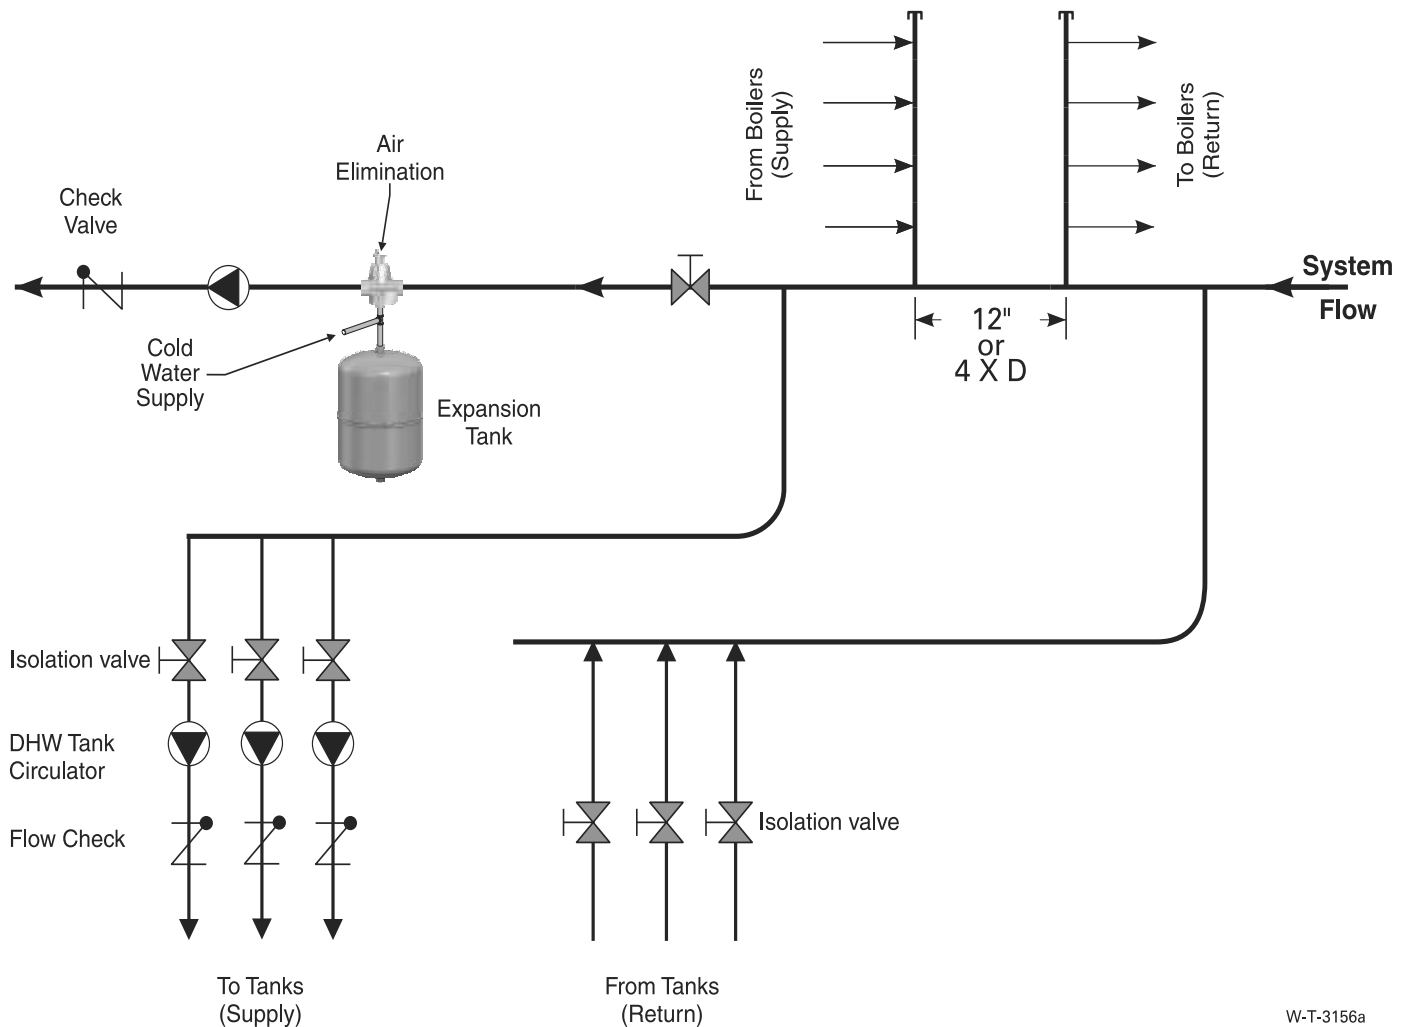 From Boilers
(Supply)
To Boilers
(Return)
Air
Elimination
Check
Valve
System
Flow
12"
or
4 X D
Cold
Water
Supply
Expansion
Tank
Isolation valve
DHW Tank
Circulator
Flow Check
Isolation valve
To Tanks
(Supply)
From Tanks
(Return)
W-T-3156a